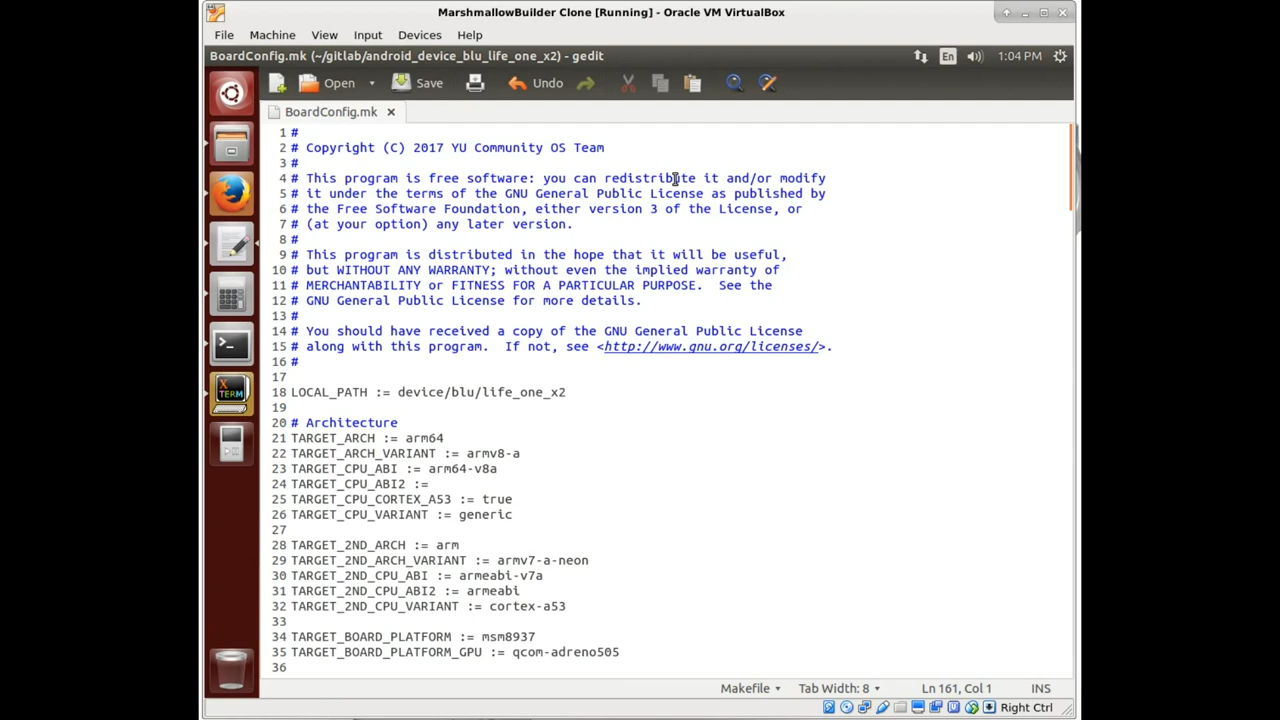 MarshmallowBuilder Clone [Running] - Oracle VM VirtualBox
File Machine View Input Devices Help
BoardConfig.mk (~/gitlab/android_device_blu_life_one_x2) - gedit En 1:04 PM
Open Save Undo
BoardConfig.mk
1 #
2 # Copyright (C) 2017 YU Community OS Team
3 #
4 # This program is free software: you can redistribute it and/or modify
5 # it under the terms of the GNU General Public License as published by
6 # the Free Software Foundation, either version 3 of the License, or
7 # (at your option) any later version.
8 #
9 # This program is distributed in the hope that it will be useful,
10 # but WITHOUT ANY WARRANTY; without even the implied warranty of
11 # MERCHANTABILITY or FITNESS FOR A PARTICULAR PURPOSE.  See the
12 # GNU General Public License for more details.
13 #
14 # You should have received a copy of the GNU General Public License
15 # along with this program.  If not, see <http://www.gnu.org/licenses/>.
16 #
17
18 LOCAL_PATH := device/blu/life_one_x2
19
20 # Architecture
21 TARGET_ARCH := arm64
22 TARGET_ARCH_VARIANT := armv8-a
23 TARGET_CPU_ABI := arm64-v8a
24 TARGET_CPU_ABI2 :=
25 TARGET_CPU_CORTEX_A53 := true
26 TARGET_CPU_VARIANT := generic
27
28 TARGET_2ND_ARCH := arm
29 TARGET_2ND_ARCH_VARIANT := armv7-a-neon
30 TARGET_2ND_CPU_ABI := armeabi-v7a
31 TARGET_2ND_CPU_ABI2 := armeabi
32 TARGET_2ND_CPU_VARIANT := cortex-a53
33
34 TARGET_BOARD_PLATFORM := msm8937
35 TARGET_BOARD_PLATFORM_GPU := qcom-adreno505
36
X TERM
Makefile Tab Width: 8 Ln 161, Col 1 INS
Right Ctrl